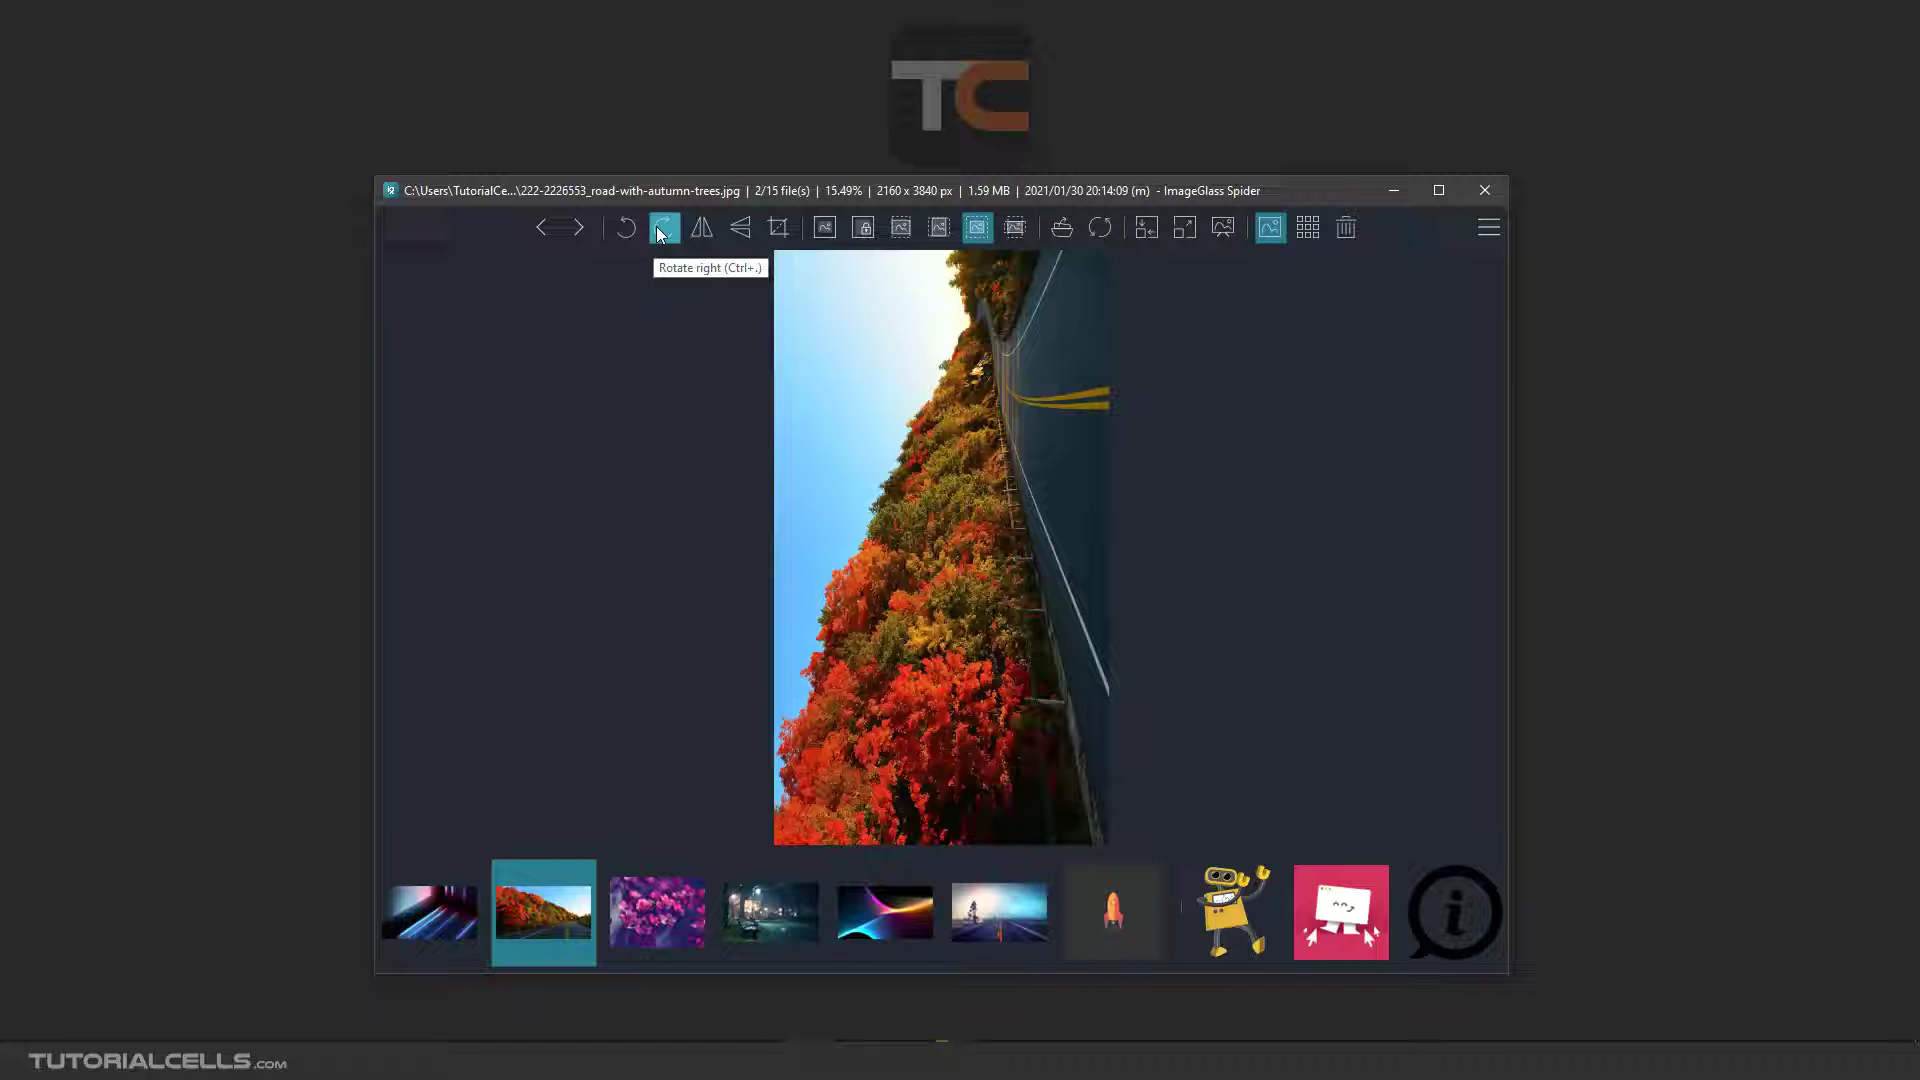 TC
C:\Users\TutorialCe...\222-2226553_road-with-autumn-trees.jpg | 2/15 file(s) | 15.49% | 2160 x 3840 px | 1.59 MB | 2021/01/30 20:14:09 (m) - ImageGlass Spider
Rotate right (Ctrl+.)
TUTORIALCELLS.COM